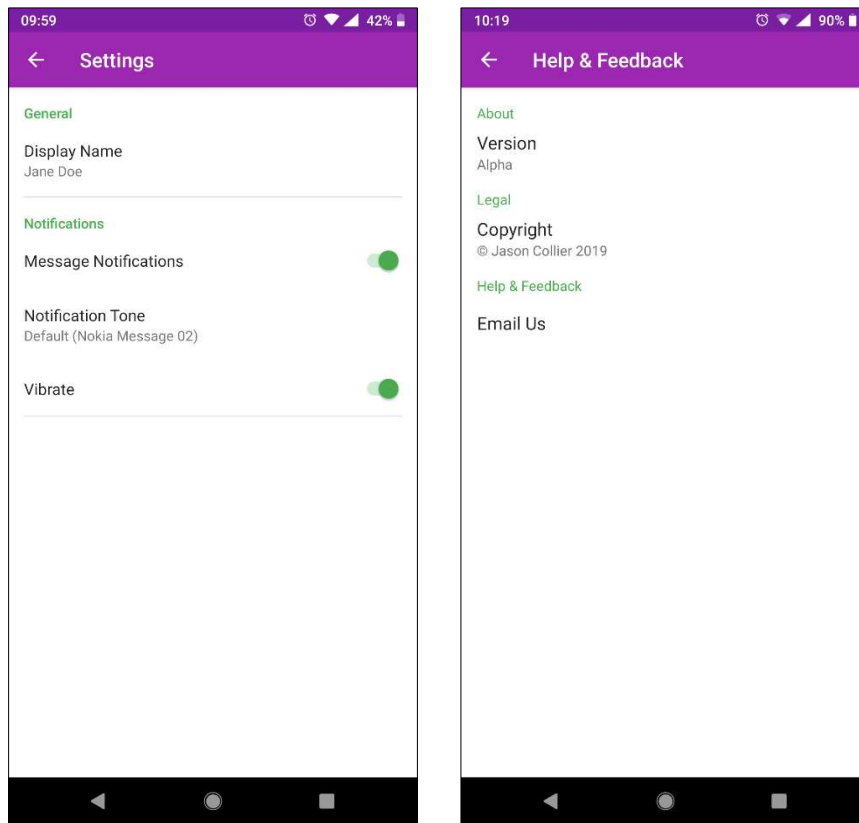 09:59
42%
Settings
General
Display Name
Jane Doe
Notifications
Message Notifications
Notification Tone
Default (Nokia Message 02)
Vibrate
10:19
90%
Help & Feedback
About
Version
Alpha
Legal
Copyright
© Jason Collier 2019
Help & Feedback
Email Us